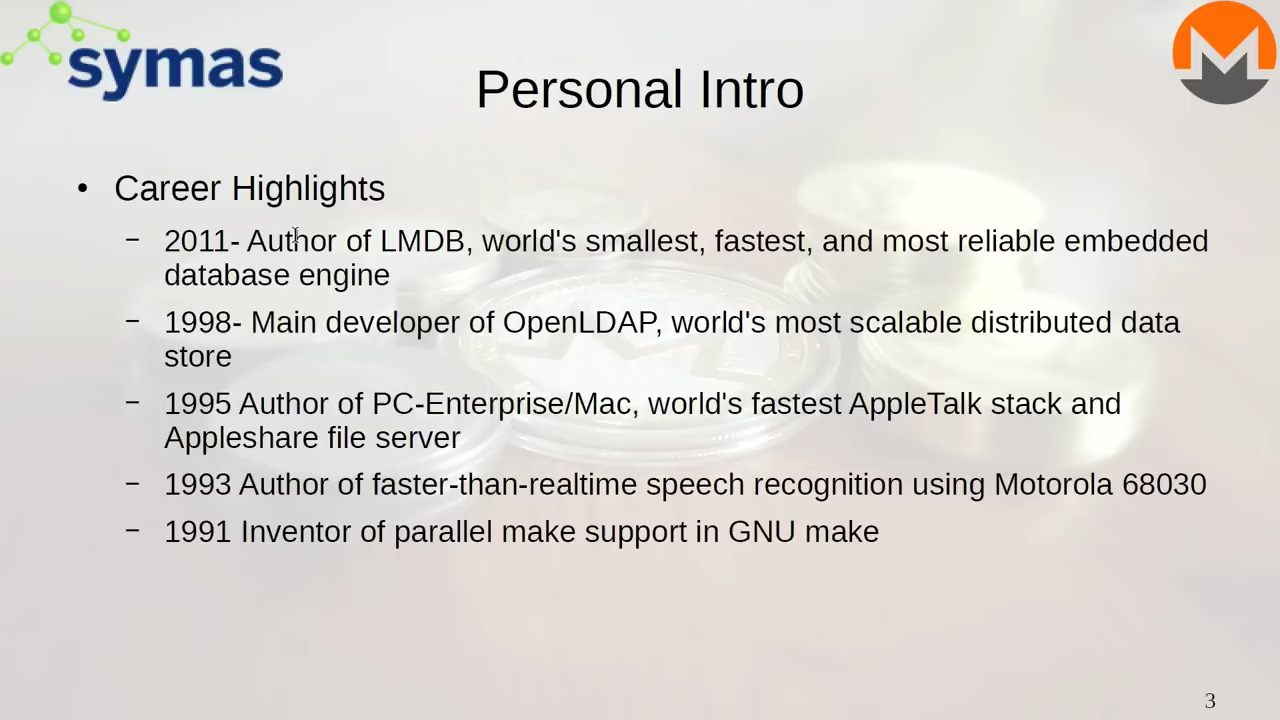 symas
Personal Intro
• Career Highlights
– 2011- Author of LMDB, world's smallest, fastest, and most reliable embedded
database engine
– 1998- Main developer of OpenLDAP, world's most scalable distributed data
store
– 1995 Author of PC-Enterprise/Mac, world's fastest AppleTalk stack and
Appleshare file server
– 1993 Author of faster-than-realtime speech recognition using Motorola 68030
– 1991 Inventor of parallel make support in GNU make
3